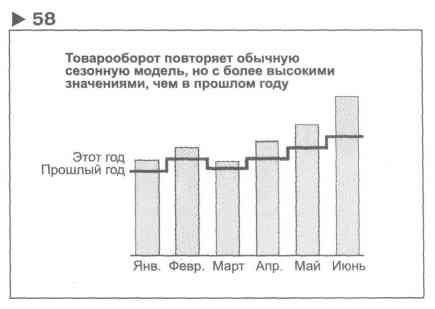 ▶ 58
Товарооборот повторяет обычную
сезонную модель, но с более высокими
значениями, чем в прошлом году
Этот год
Прошлый год
Янв. Февр. Март Апр. Май Июнь